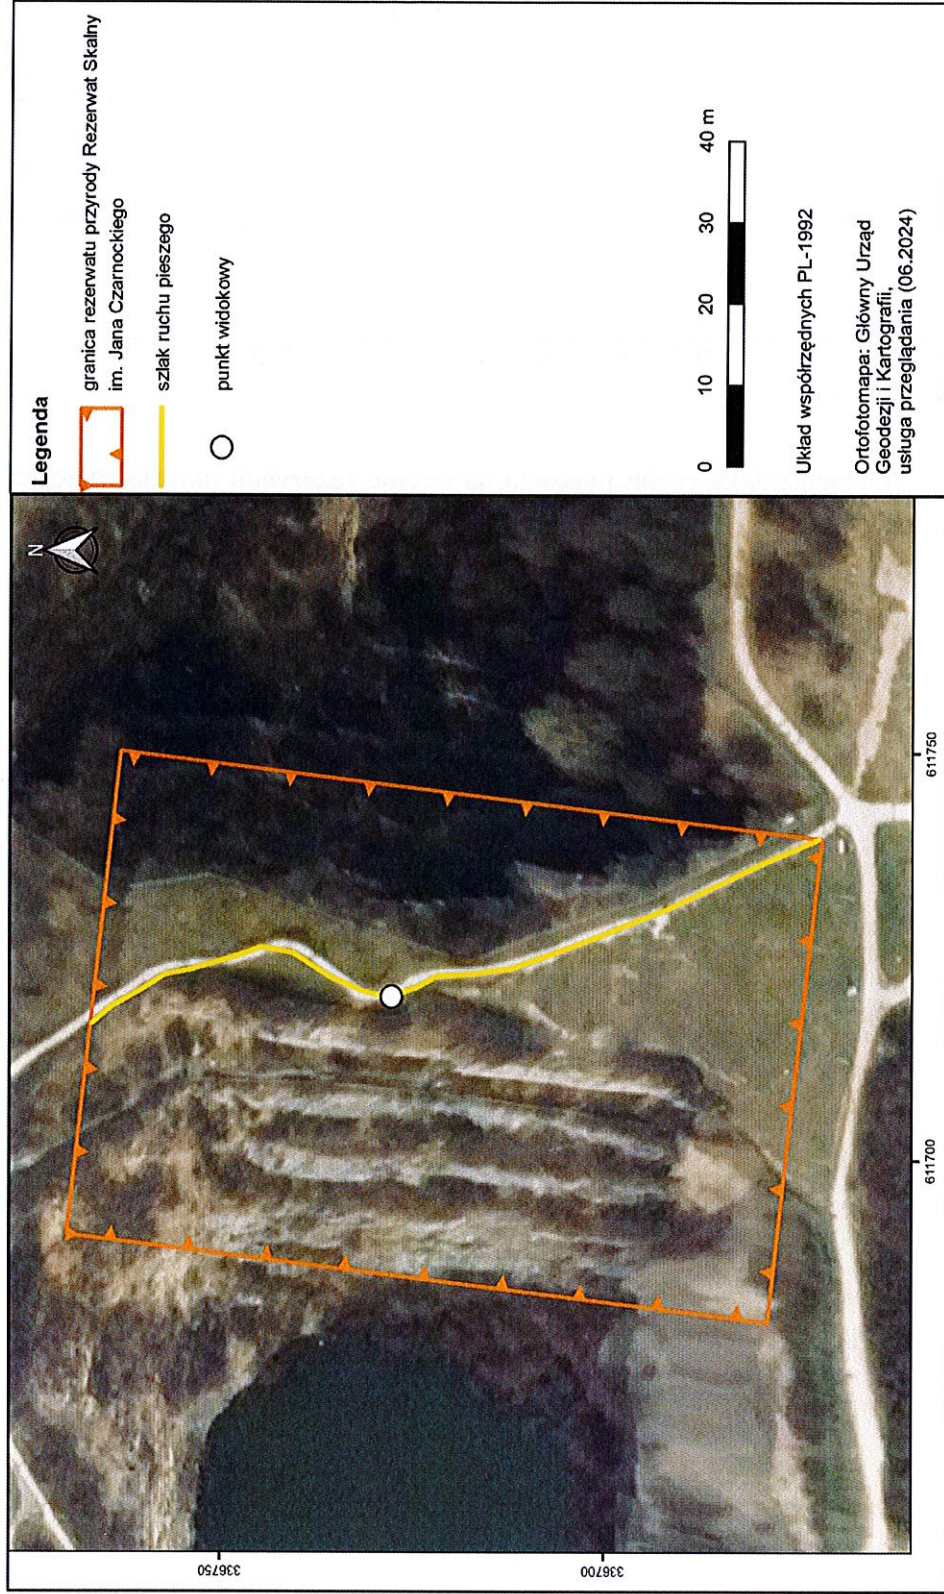 Legenda
granica rezerwatu przyrody Rezerwat Skalny
im. Jana Czarnockiego
szlak ruchu pieszego
punkt widokowy
0 10 20 30 40 m
Układ współrzędnych PL-1992
Ortofotomapa: Główny Urząd
Geodezji i Kartografii,
usługa przeglądania (06.2024)
N
336750
336700
611700
611750